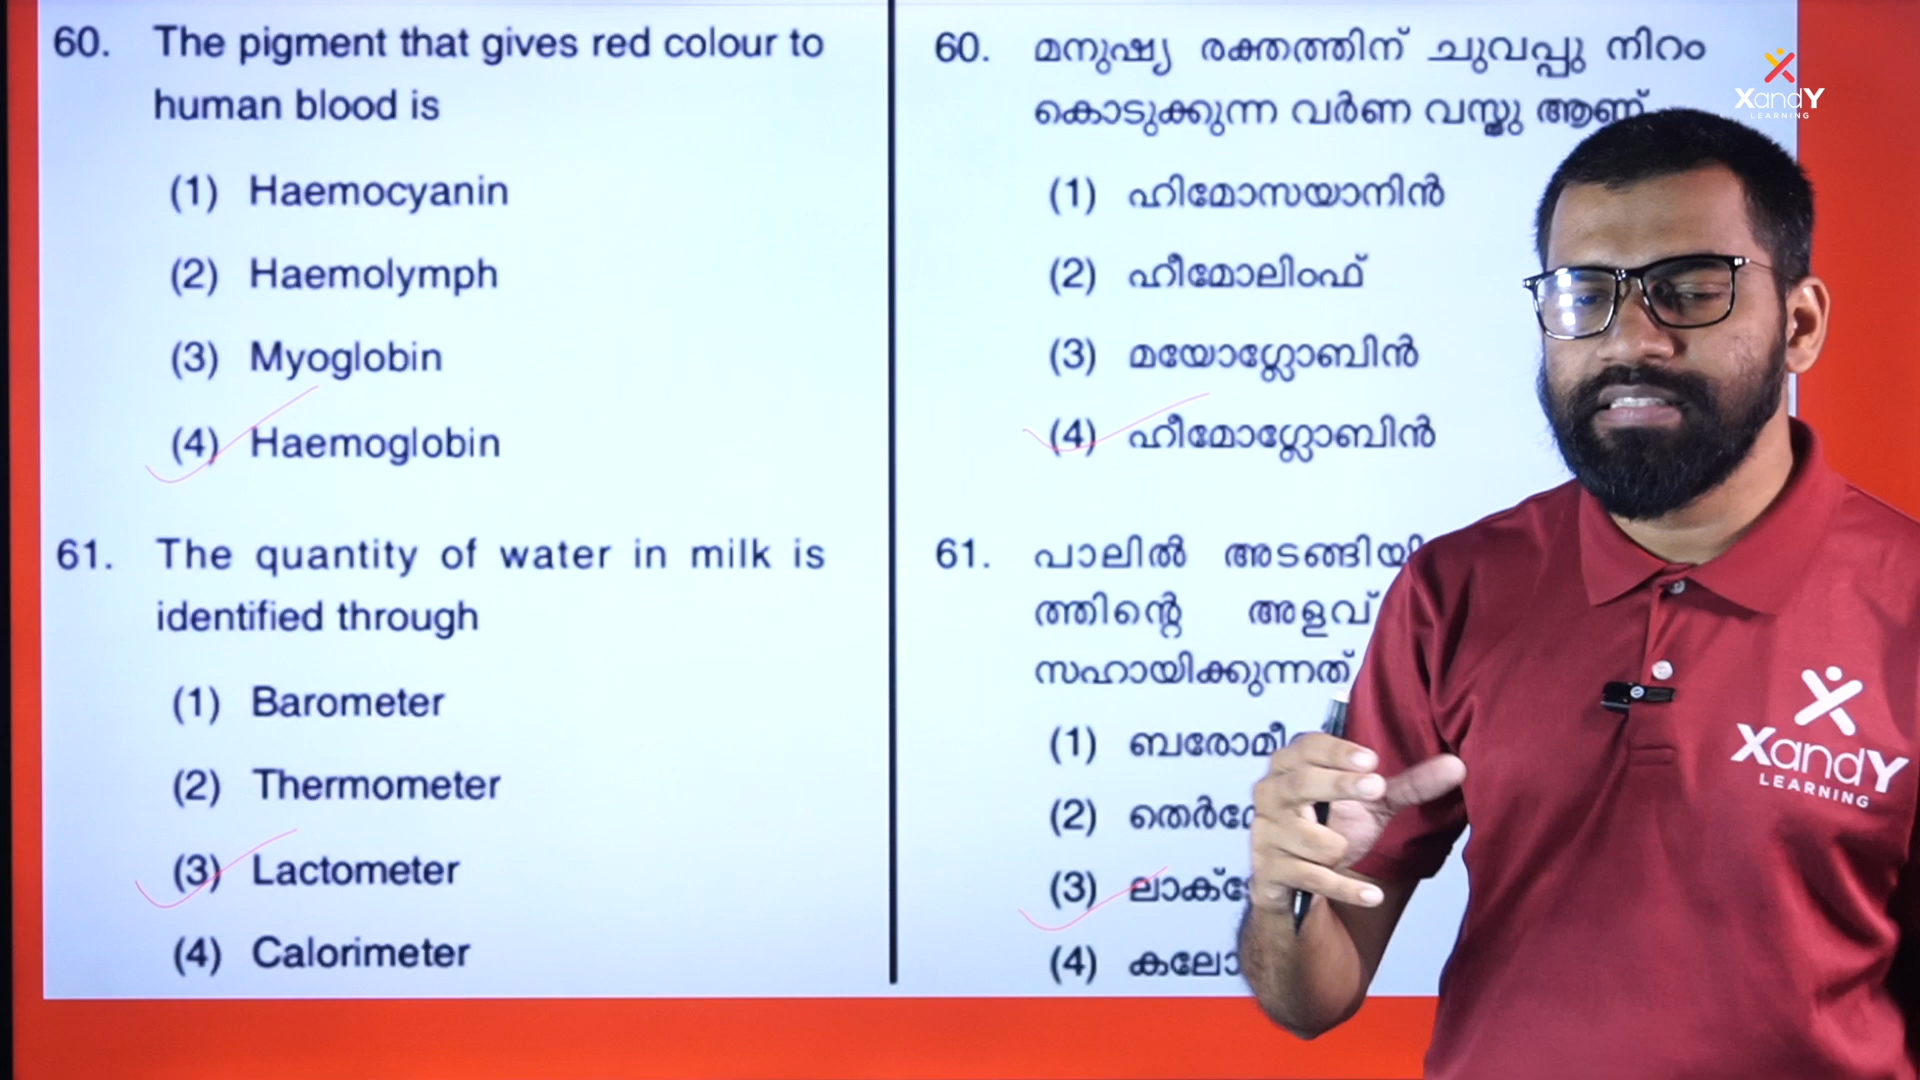 60. The pigment that gives red colour to
human blood is
(1) Haemocyanin
(2) Haemolymph
(3) Myoglobin
(4) Haemoglobin
61. The quantity of water in milk is
identified through
(1) Barometer
(2) Thermometer
(3) Lactometer
(4) Calorimeter
60. മനുഷ്യ രക്തത്തിന് ചുവപ്പു നിറം
കൊടുക്കുന്ന വർണ വസ്തു ആണ്
(1) ഹിമോസയാനിൻ
(2) ഹീമോലിംഫ്
(3) മയോഗ്ലോബിൻ
(4) ഹീമോഗ്ലോബിൻ
61. പാലിൽ
ത്തിന്റെ അളവ്
സഹായിക്കുന്നത്
(1)
(2)
(3)
(4)
XandY
LEARNING
XandY
LEARNING